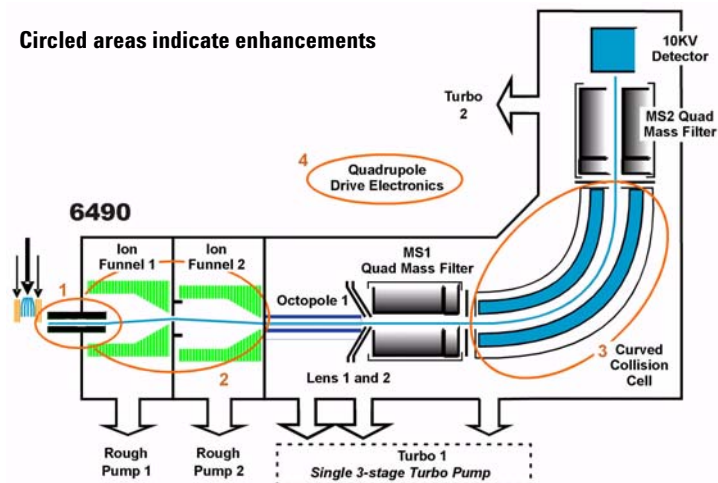 Circled areas indicate enhancements
10KV
Detector
Turbo
2
MS2 Quad
Mass Filter
4
Quadrupole
Drive Electronics
6490
Ion
Funnel 1
Ion
Funnel 2
MS1
Quad Mass Filter
1
Octopole 1
2
Lens 1 and 2
3
Curved
Collision
Cell
Rough
Pump 1
Rough
Pump 2
Turbo 1
Single 3-stage Turbo Pump